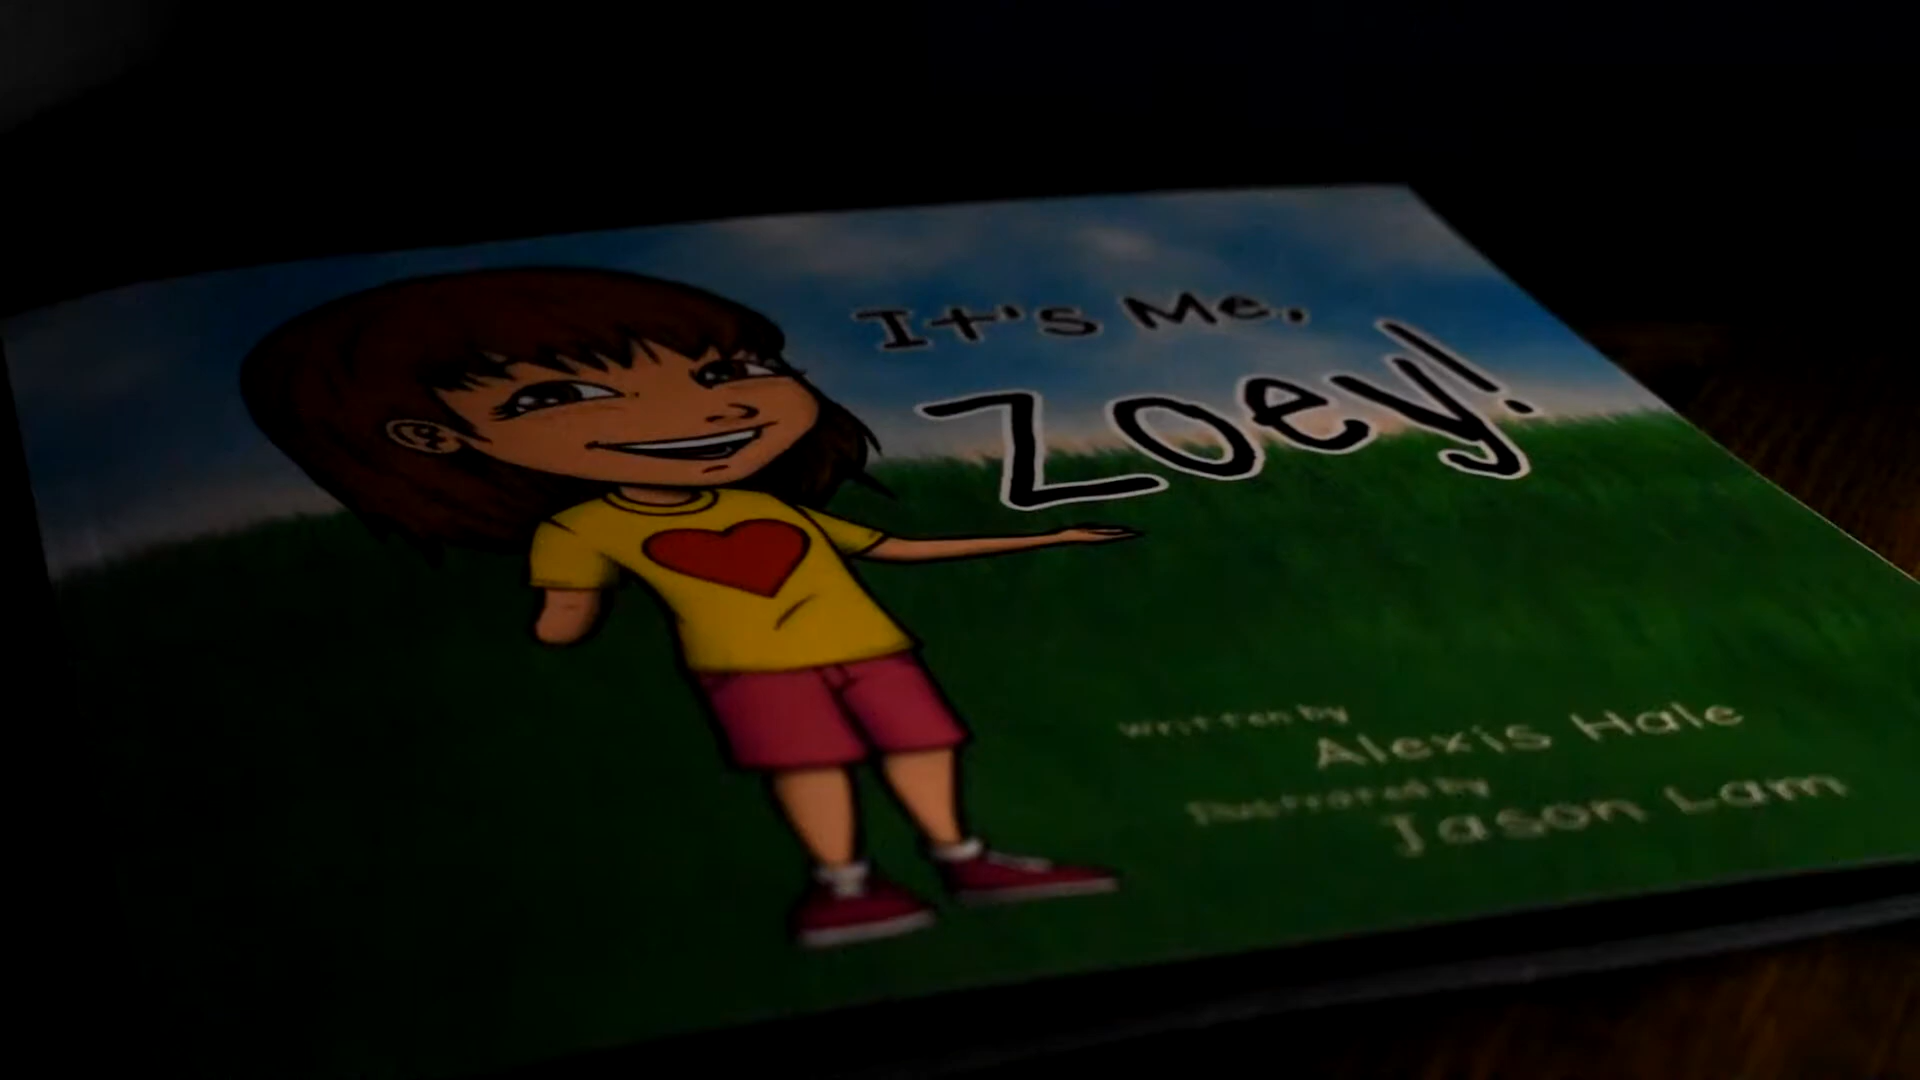 It's Me,
Zoey!
written by
Alexis Hale
Illustrated by
Jason Lam